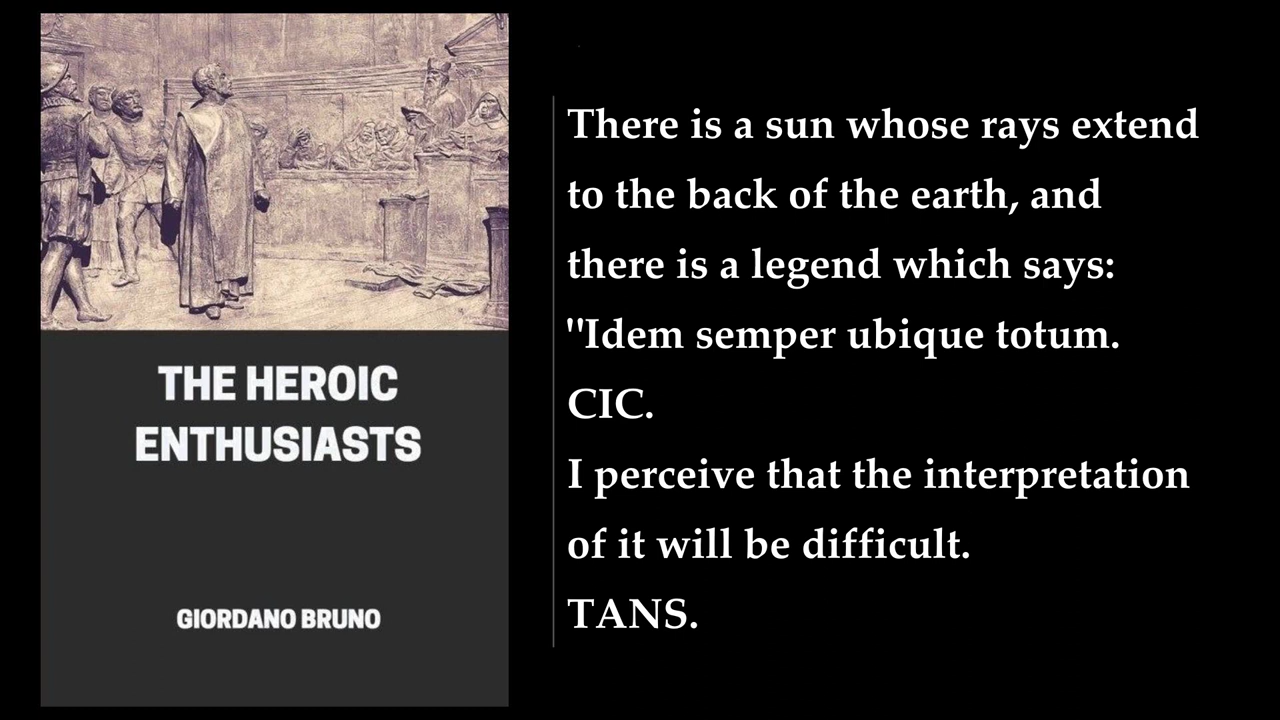 THE HEROIC
ENTHUSIASTS
GIORDANO BRUNO
There is a sun whose rays extend
to the back of the earth, and
there is a legend which says:
"Idem semper ubique totum.
CIC.
I perceive that the interpretation
of it will be difficult.
TANS.